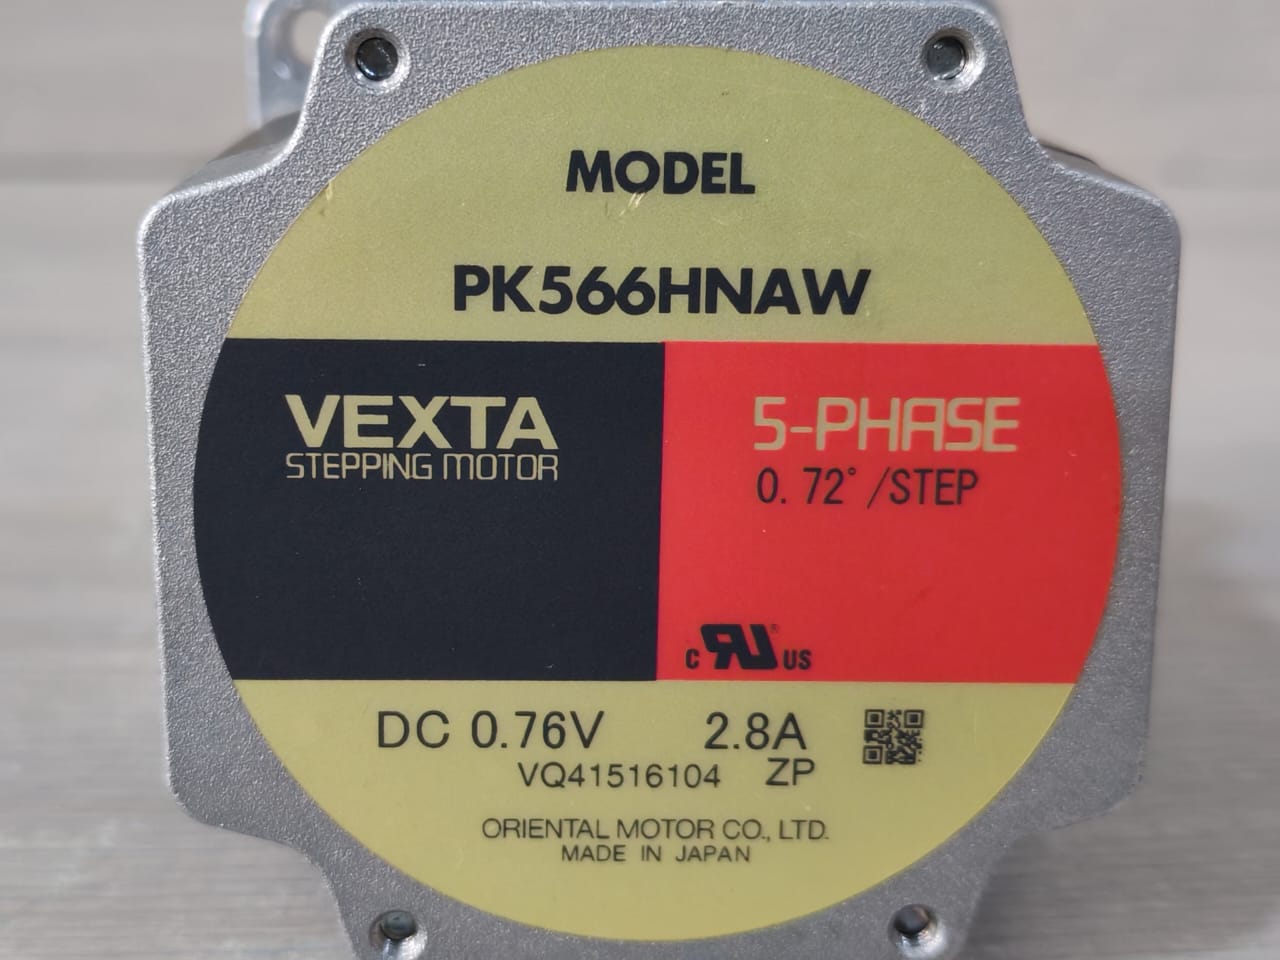 MODEL
PK566HNAW
VEXTA
STEPPING MOTOR
5-PHASE
0.72° /STEP
C RU® US
DC 0.76V 2.8A
VQ41516104 ZP
ORIENTAL MOTOR CO., LTD.
MADE IN JAPAN